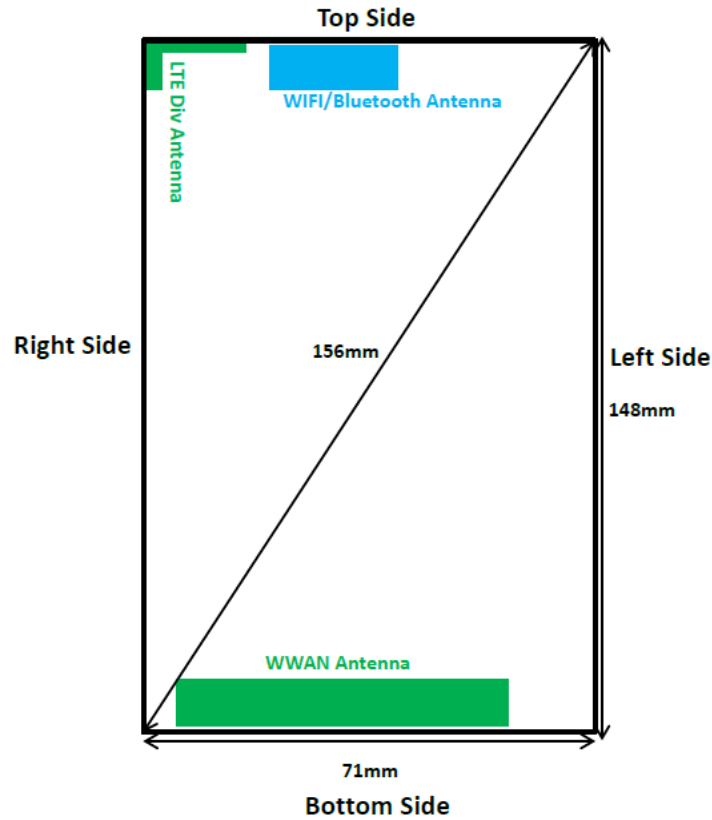 Top Side
LTE Div Antenna
WIFI/Bluetooth Antenna
Right Side
156mm
Left Side
148mm
WWAN Antenna
71mm
Bottom Side